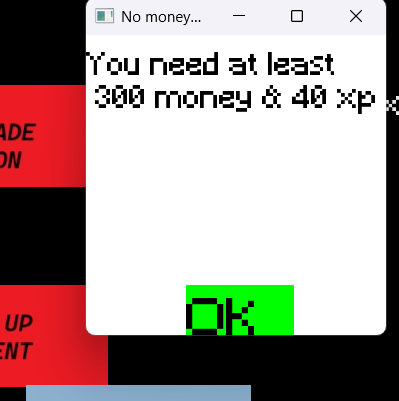 No money...
You need at least
300 money & 40 xp
ADE
ON
OK
UP
ENT